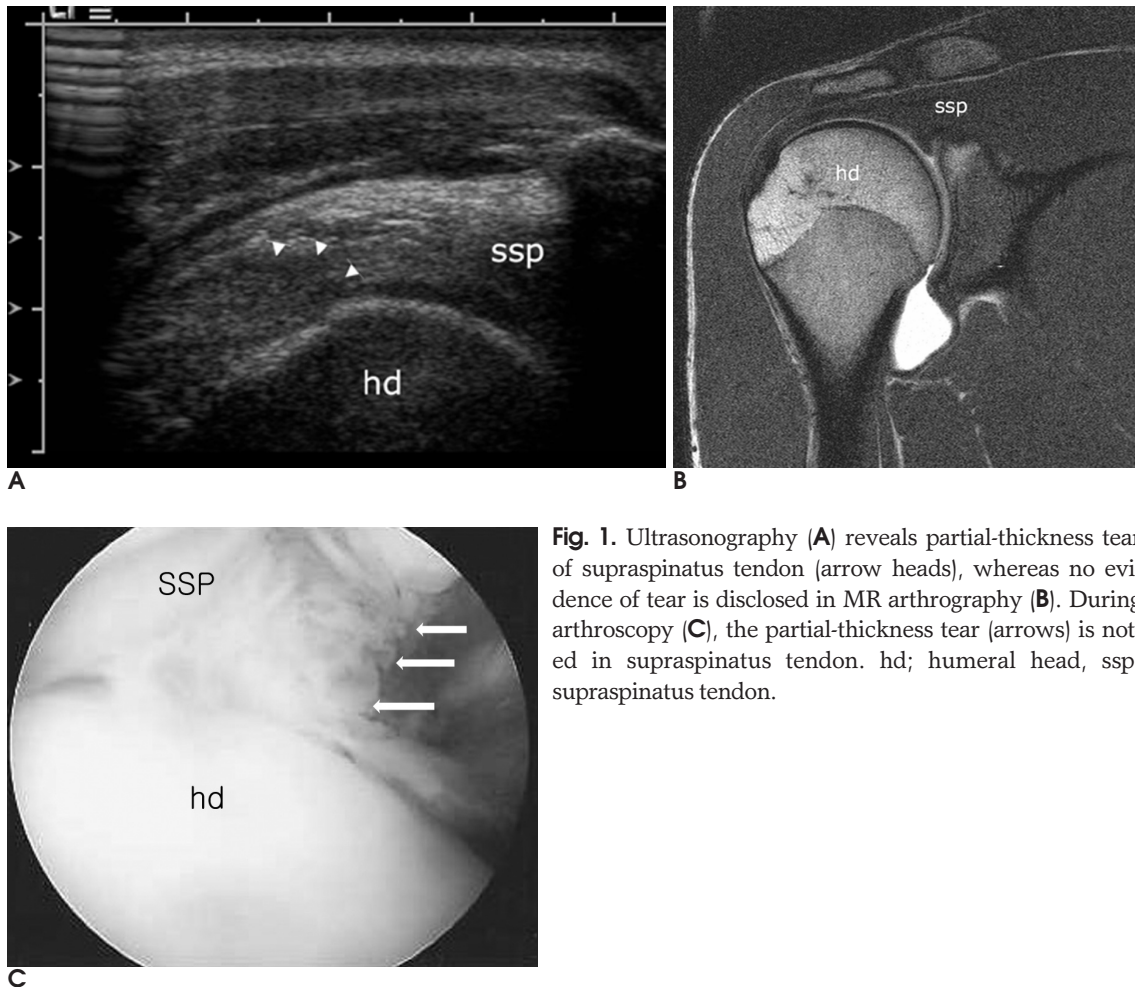 ssp
hd
A
ssp
hd
B
SSP
hd
C
Fig. 1. Ultrasonography (A) reveals partial-thickness tear
of supraspinatus tendon (arrow heads), whereas no evi
dence of tear is disclosed in MR arthrography (B). During
arthroscopy (C), the partial-thickness tear (arrows) is not
ed in supraspinatus tendon. hd; humeral head, ssp
supraspinatus tendon.